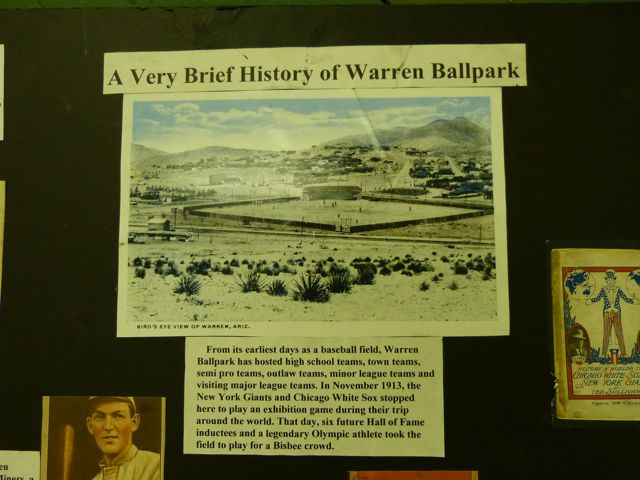 A Very Brief History of Warren Ballpark
BIRD'S EYE VIEW OF WARREN, ARIZ.
From its earliest days as a baseball field, Warren
Ballpark has hosted high school teams, town teams,
semi pro teams, outlaw teams, minor league teams and
visiting major league teams. In November 1913, the
New York Giants and Chicago White Sox stopped
here to play an exhibition game during their trip
around the world. That day, six future Hall of Fame
inductees and a legendary Olympic athlete took the
field to play for a Bisbee crowd.
CHICAGO WHITE SO
NEW YORK GIA
TED SULLIVA